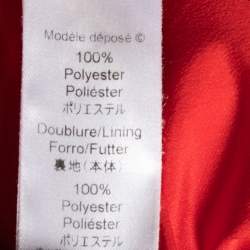 Modèle déposé ©
100%
Polyester
Poliéster
ポリエステル
Doublure/Lining
Forro/Futter
裏地(本体)
100%
Polyester
Poliéster
ポリエステル